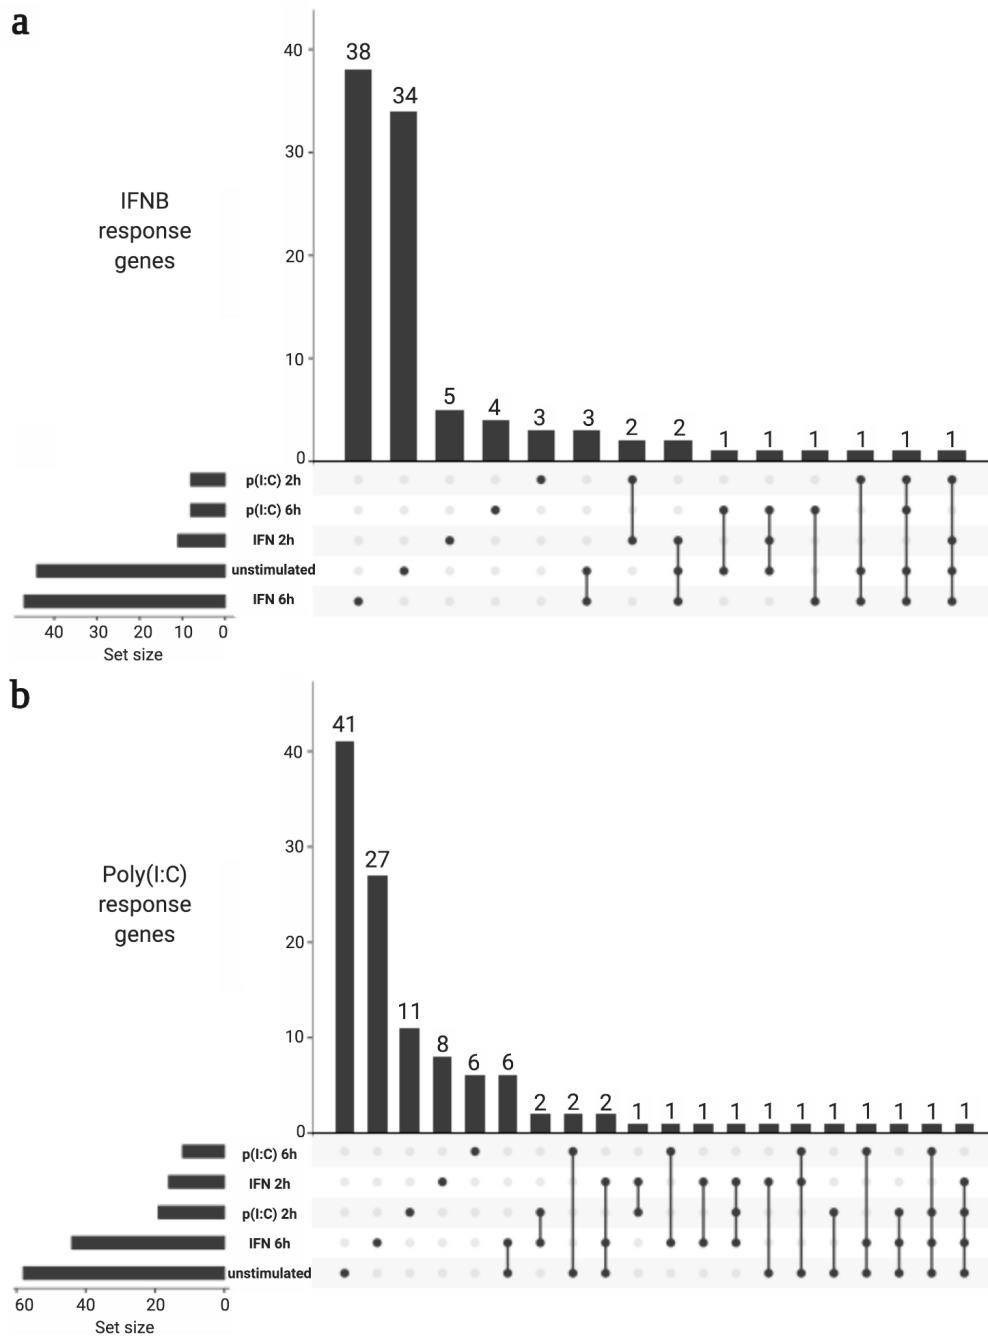 a
40
30
20
10
0
38
34
5
4
3
3
2
2
1
1
1
1
1
1
IFNB
response
genes
p(I:C) 2h
p(I:C) 6h
IFN 2h
unstimulated
IFN 6h
40 30 20 10 0
Set size
b
40
30
20
10
0
41
27
11
8
6
6
2
2
2
1
1
1
1
1
1
1
1
1
1
1
Poly(I:C)
response
genes
p(I:C) 6h
IFN 2h
p(I:C) 2h
IFN 6h
unstimulated
60 40 20 0
Set size